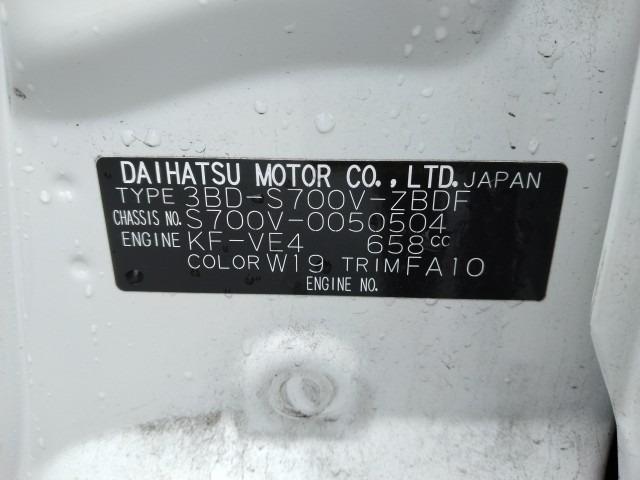 DAIHATSU MOTOR CO., LTD. JAPAN
TYPE 3BD-S700V-ZBDF
CHASSIS NO. S700V-0050504
ENGINE KF-VE4 658cc
COLOR W19 TRIM FA10
ENGINE NO.